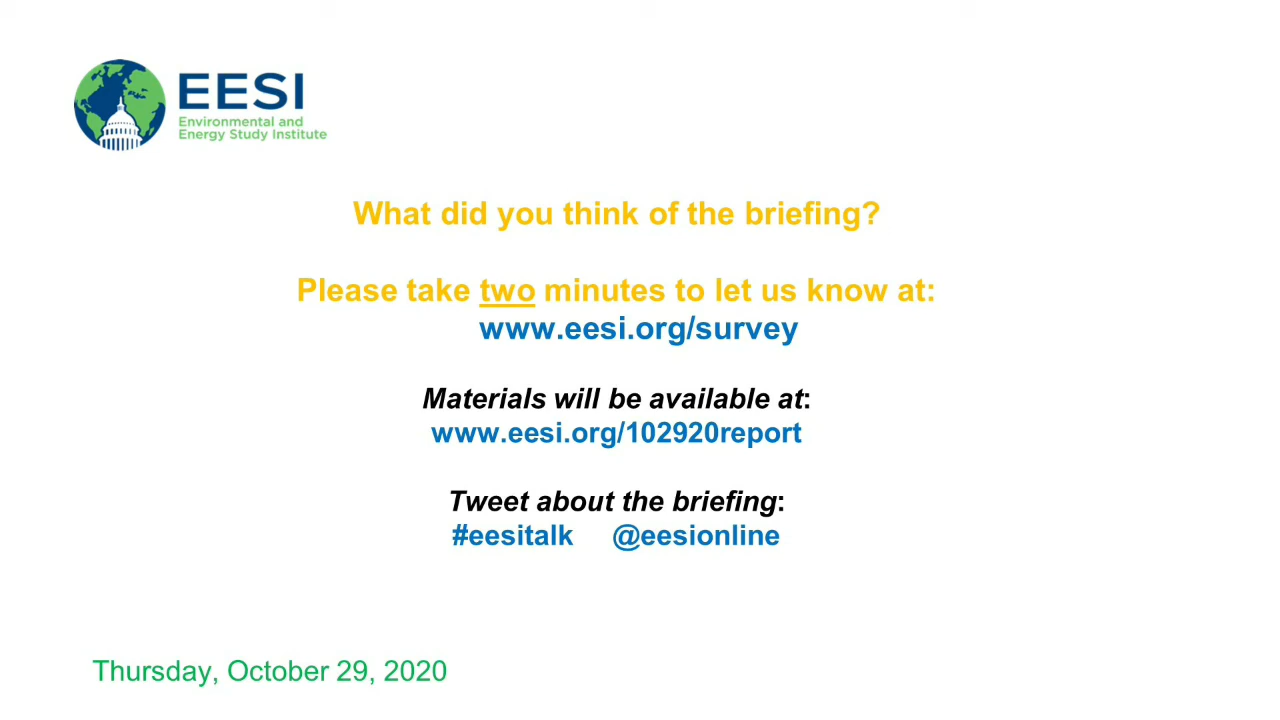 EESI
Environmental and
Energy Study Institute
What did you think of the briefing?
Please take two minutes to let us know at:
www.eesi.org/survey
Materials will be available at:
www.eesi.org/102920report
Tweet about the briefing:
#eesitalk @eesionline
Thursday, October 29, 2020